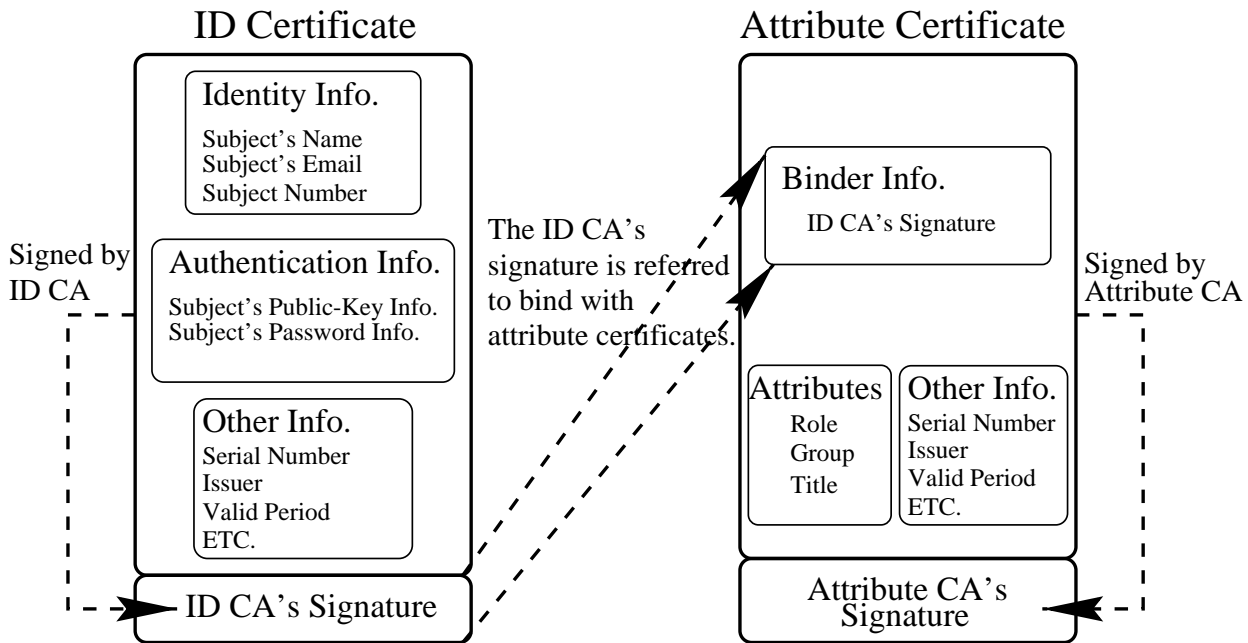 ID Certificate
Identity Info.
Subject's Name
Subject's Email
Subject Number
Signed by
ID CA
Authentication Info.
Subject's Public-Key Info.
Subject's Password Info.
Other Info.
Serial Number
Issuer
Valid Period
ETC.
ID CA's Signature
The ID CA's
signature is referred
to bind with
attribute certificates.
Attribute Certificate
Binder Info.
ID CA's Signature
Signed by
Attribute CA
Attributes
Role
Group
Title
Other Info.
Serial Number
Issuer
Valid Period
ETC.
Attribute CA's
Signature